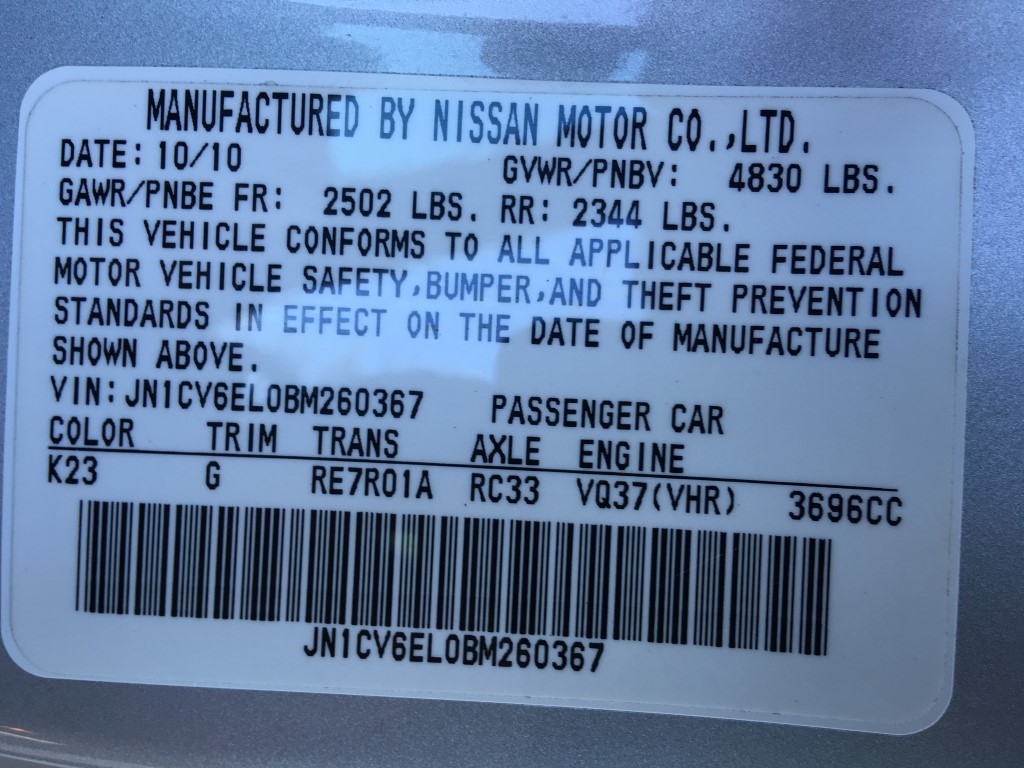 MANUFACTURED BY NISSAN MOTOR CO.,LTD.
DATE: 10/10 GVWR/PNBV: 4830 LBS.
GAWR/PNBE FR: 2502 LBS. RR: 2344 LBS.
THIS VEHICLE CONFORMS TO ALL APPLICABLE FEDERAL
MOTOR VEHICLE SAFETY,BUMPER,AND THEFT PREVENTION
STANDARDS IN EFFECT ON THE DATE OF MANUFACTURE
SHOWN ABOVE.
VIN:JN1CV6EL0BM260367 PASSENGER CAR
COLOR TRIM TRANS AXLE ENGINE
K23 G RE7R01A RC33 VQ37(VHR) 3696CC
JN1CV6EL0BM260367